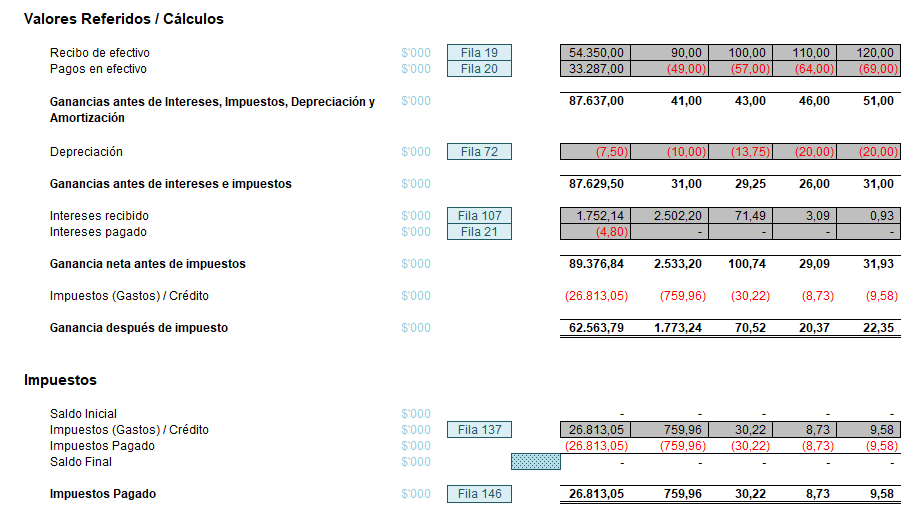 Valores Referidos / Cálculos
Recibo de efectivo $'000 Fila 19 54.350,00 90,00 100,00 110,00 120,00
Pagos en efectivo $'000 Fila 20 33.287,00 (49,00) (57,00) (64,00) (69,00)
Ganancias antes de Intereses, Impuestos, Depreciación y $'000 87.637,00 41,00 43,00 46,00 51,00
Amortización
Depreciación $'000 Fila 72 (7,50) (10,00) (13,75) (20,00) (20,00)
Ganancias antes de intereses e impuestos $'000 87.629,50 31,00 29,25 26,00 31,00
Intereses recibido $'000 Fila 107 1.752,14 2.502,20 71,49 3,09 0,93
Intereses pagado $'000 Fila 21 (4,80) - - - -
Ganancia neta antes de impuestos $'000 89.376,84 2.533,20 100,74 29,09 31,93
Impuestos (Gastos) / Crédito $'000 (26.813,05) (759,96) (30,22) (8,73) (9,58)
Ganancia después de impuesto $'000 62.563,79 1.773,24 70,52 20,37 22,35
Impuestos
Saldo Inicial $'000 - - - - -
Impuestos (Gastos) / Crédito $'000 Fila 137 26.813,05 759,96 30,22 8,73 9,58
Impuestos Pagado $'000 (26.813,05) (759,96) (30,22) (8,73) (9,58)
Saldo Final $'000 - - - - -
Impuestos Pagado $'000 Fila 146 26.813,05 759,96 30,22 8,73 9,58